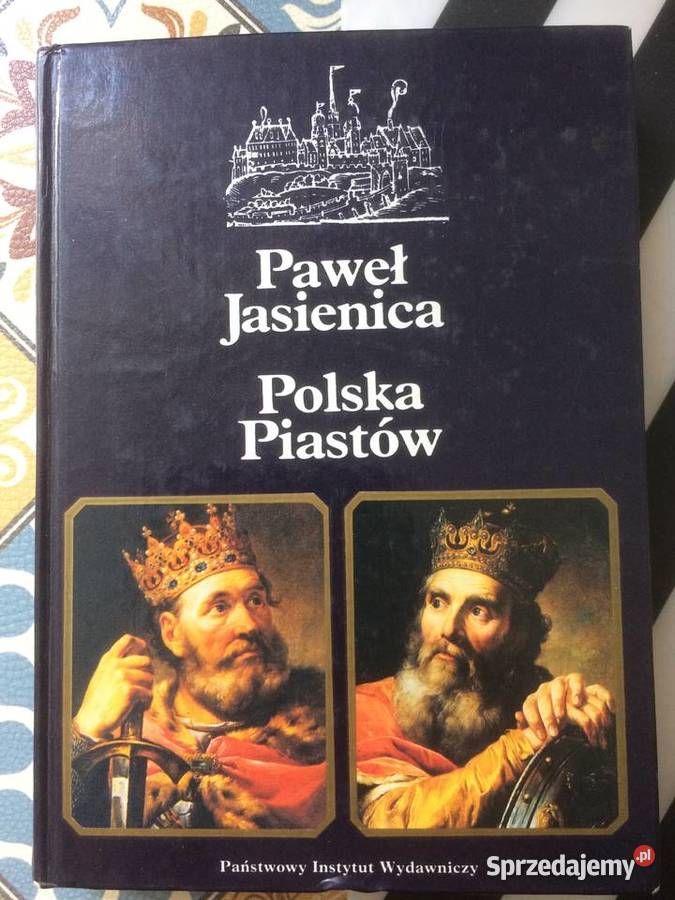 Paweł
Jasienica
Polska
Piastów
Państwowy Instytut Wydawniczy
Sprzedajemy.pl